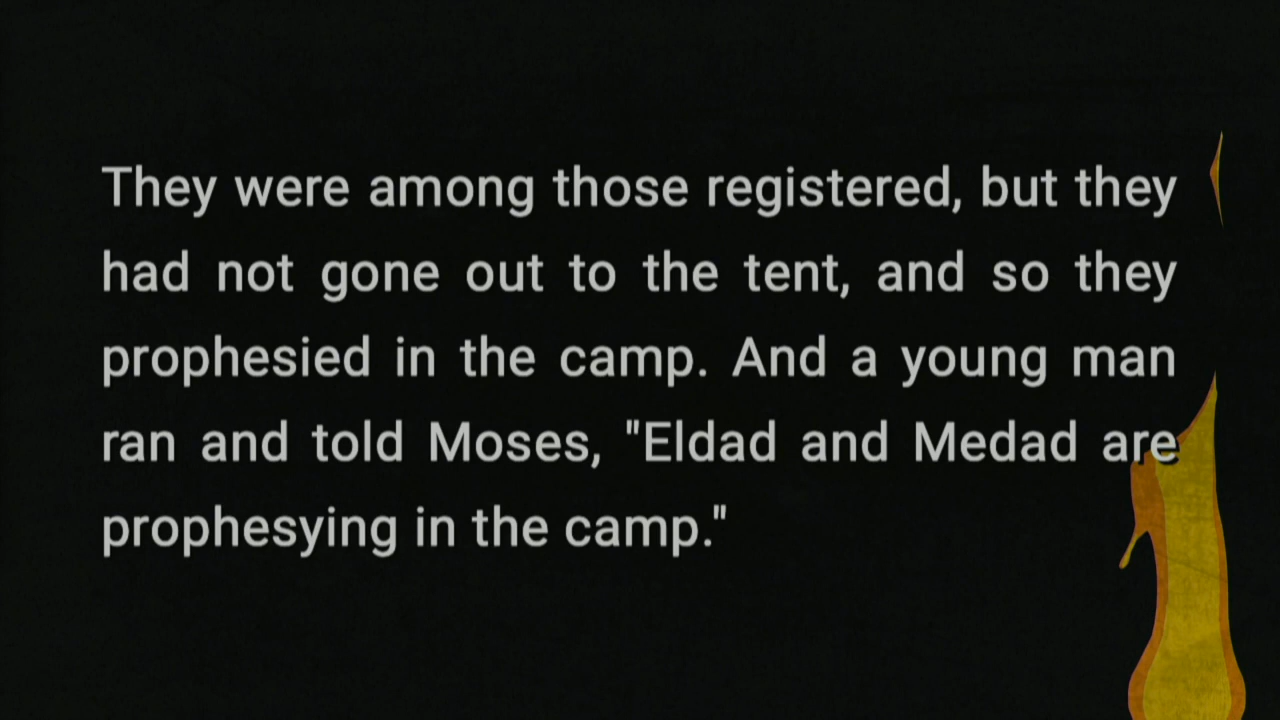 They were among those registered, but they
had not gone out to the tent, and so they
prophesied in the camp. And a young man
ran and told Moses, "Eldad and Medad are
prophesying in the camp."